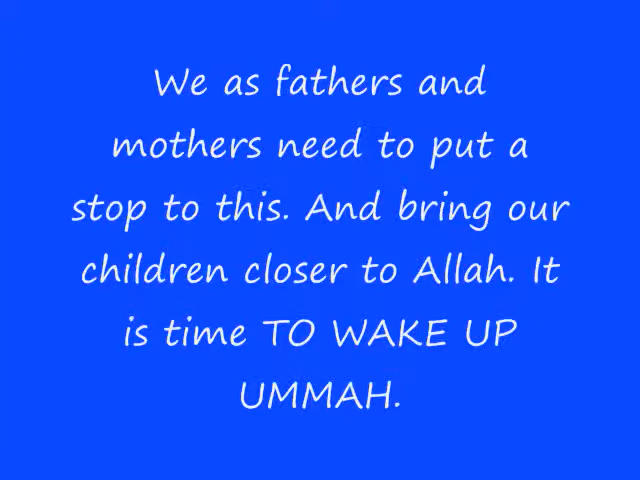 We as fathers and
mothers need to put a
stop to this. And bring our
children closer to Allah. It
is time TO WAKE UP
UMMAH.